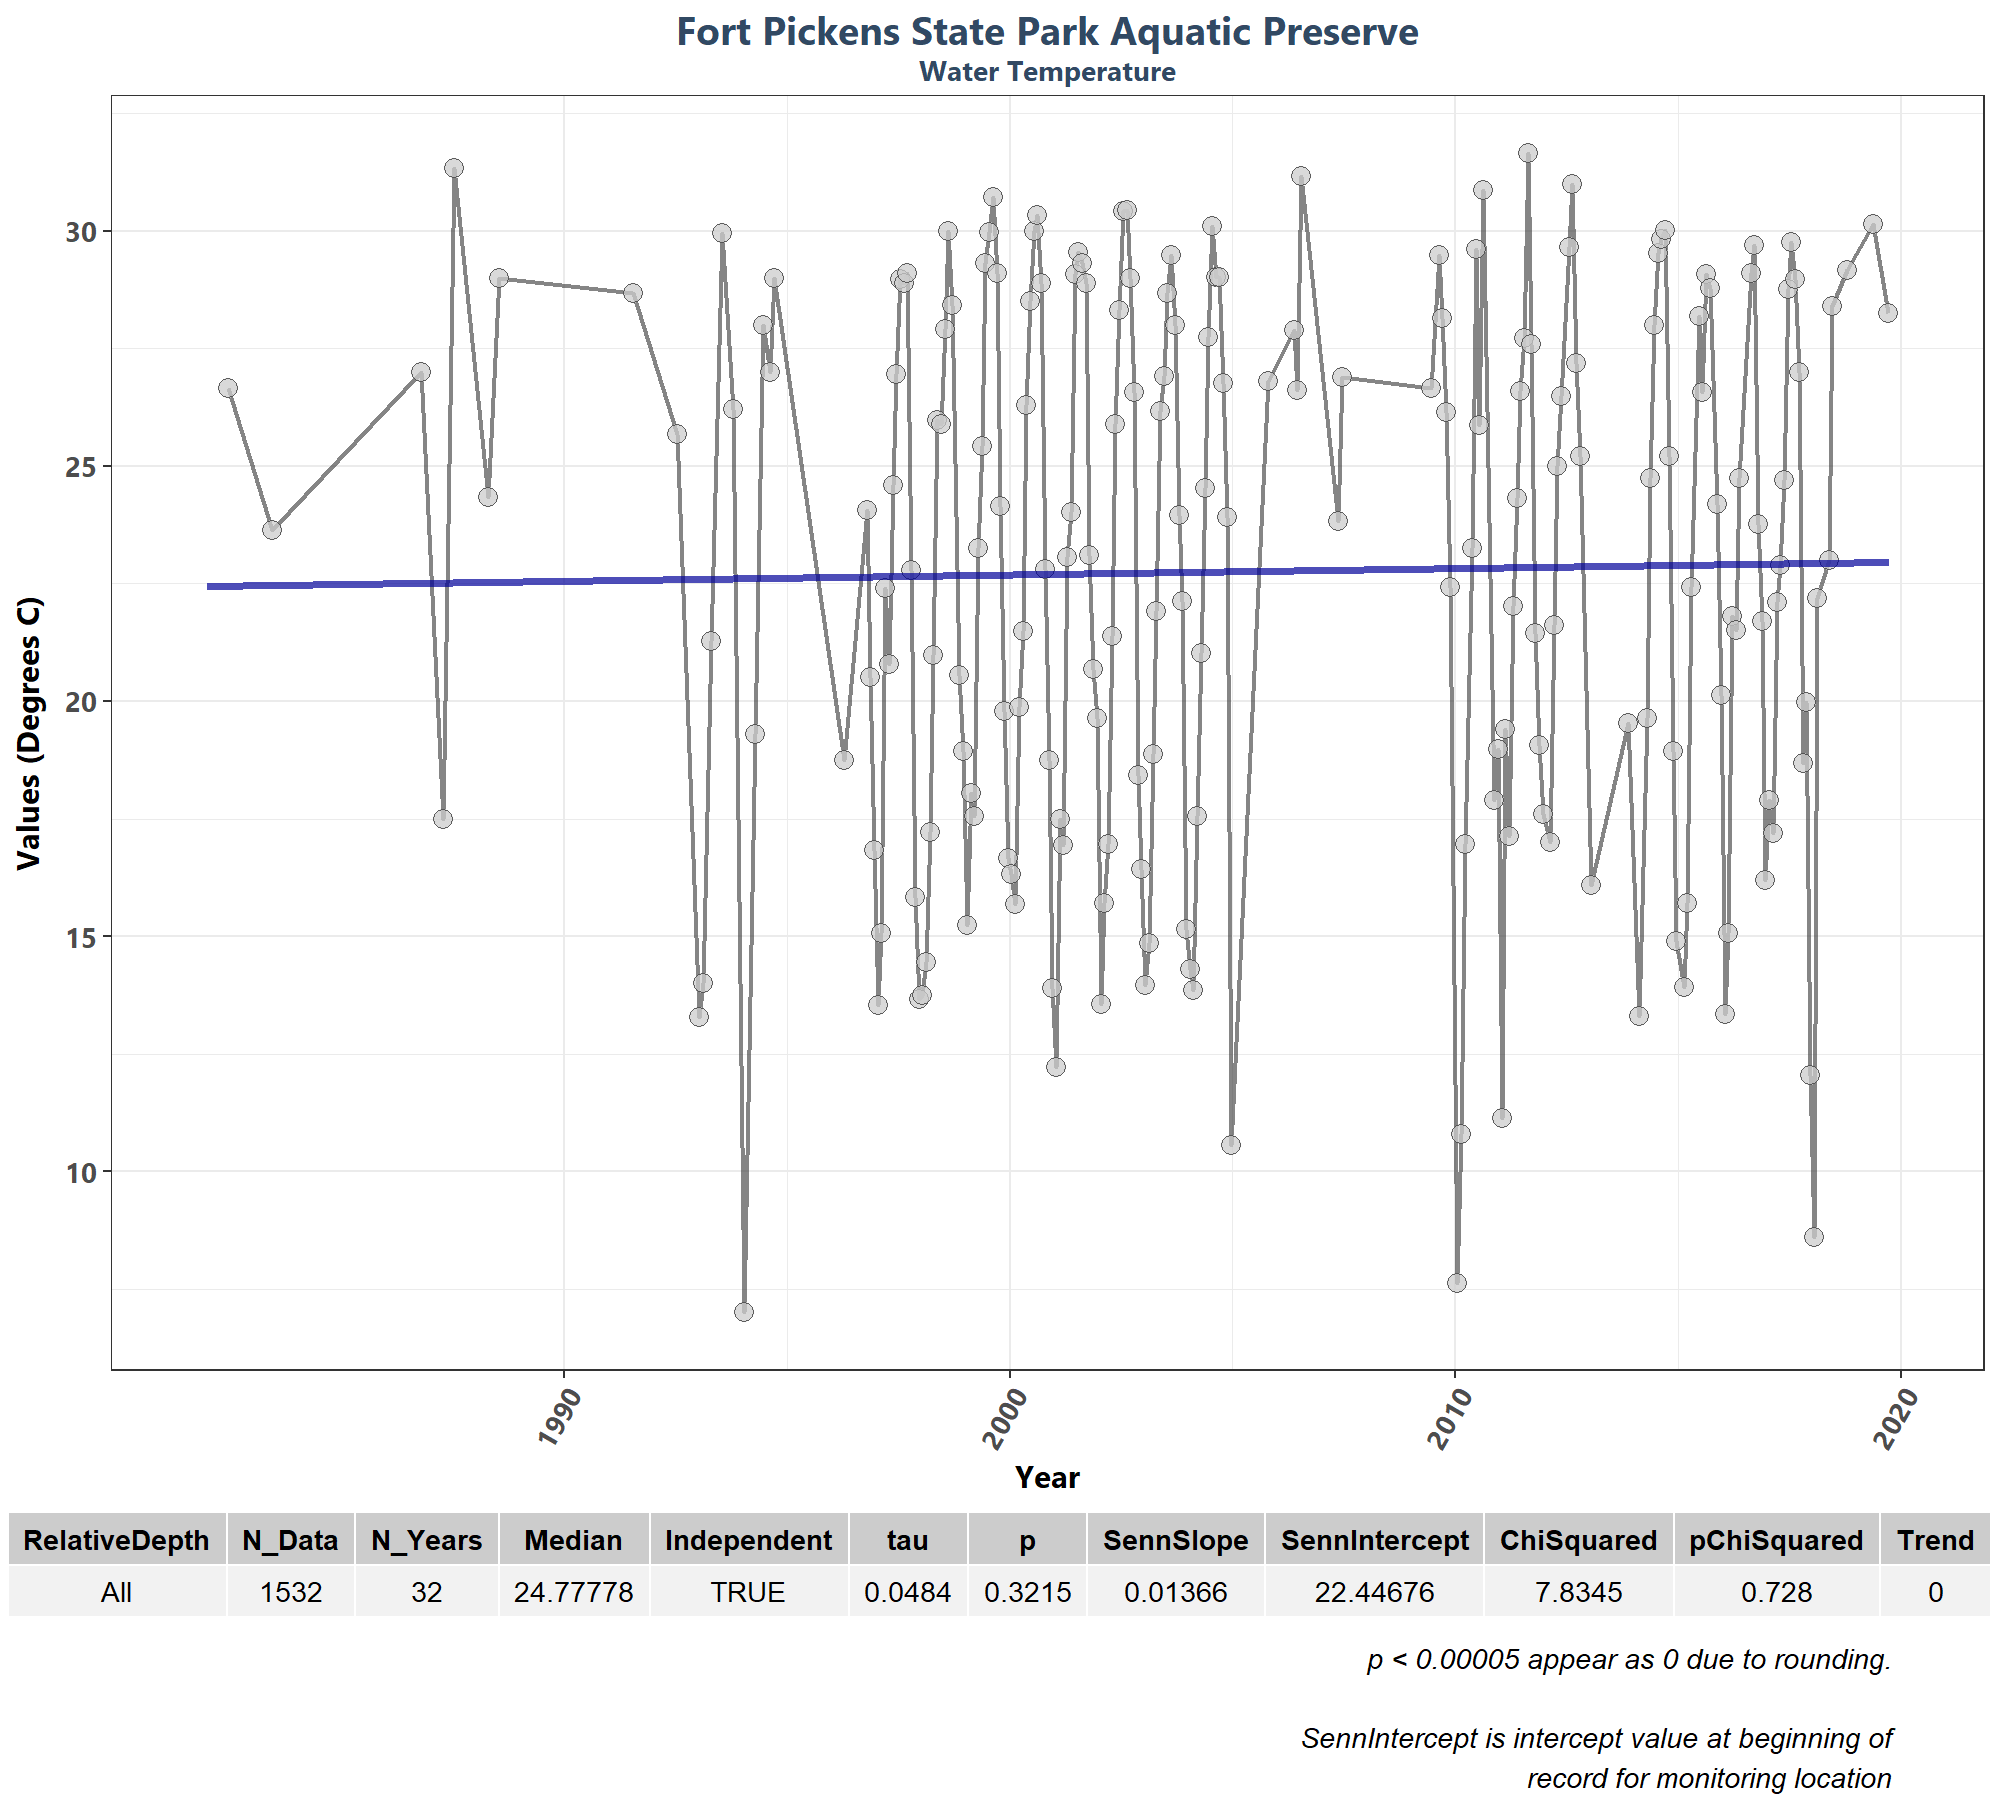 Fort Pickens State Park Aquatic Preserve
Water Temperature
Values (Degrees C)
30
25
20
15
10
1990 2000 2010 2020
Year
RelativeDepth N_Data N_Years Median Independent tau p SennSlope SennIntercept ChiSquared pChiSquared Trend
All 1532 32 24.77778 TRUE 0.0484 0.3215 0.01366 22.44676 7.8345 0.728 0
p < 0.00005 appear as 0 due to rounding.
SennIntercept is intercept value at beginning of
record for monitoring location